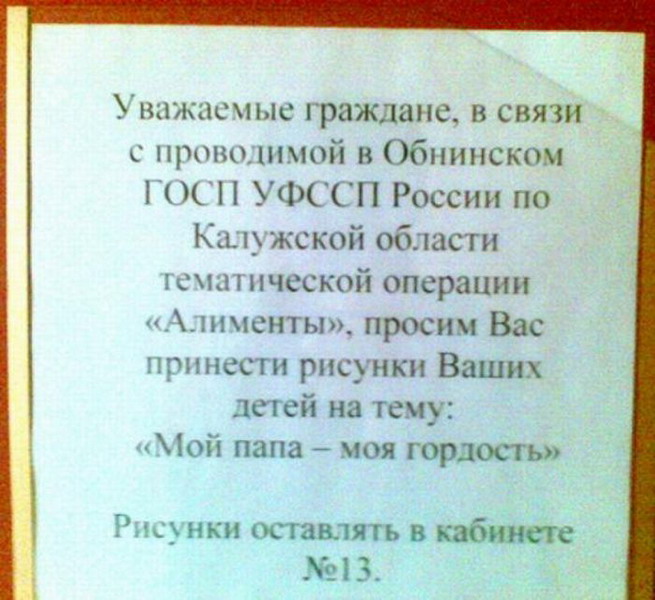 Уважаемые граждане, в связи
с проводимой в Обнинском
ГОСП УФССП России по
Калужской области
тематической операции
«Алименты», просим Вас
принести рисунки Ваших
детей на тему:
«Мой папа – моя гордость»
Рисунки оставлять в кабинете
№13.